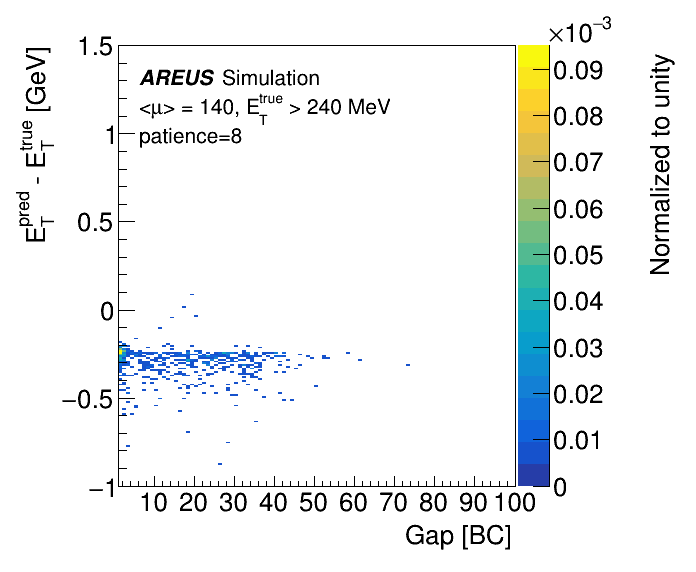 ×10⁻³
AREUS Simulation
<μ> = 140, E_T^true > 240 MeV
patience=8
E_T^pred - E_T^true [GeV]
1.5
1
0.5
0
−0.5
−1
10 20 30 40 50 60 70 80 90 100
Gap [BC]
0.09
0.08
0.07
0.06
0.05
0.04
0.03
0.02
0.01
0
Normalized to unity